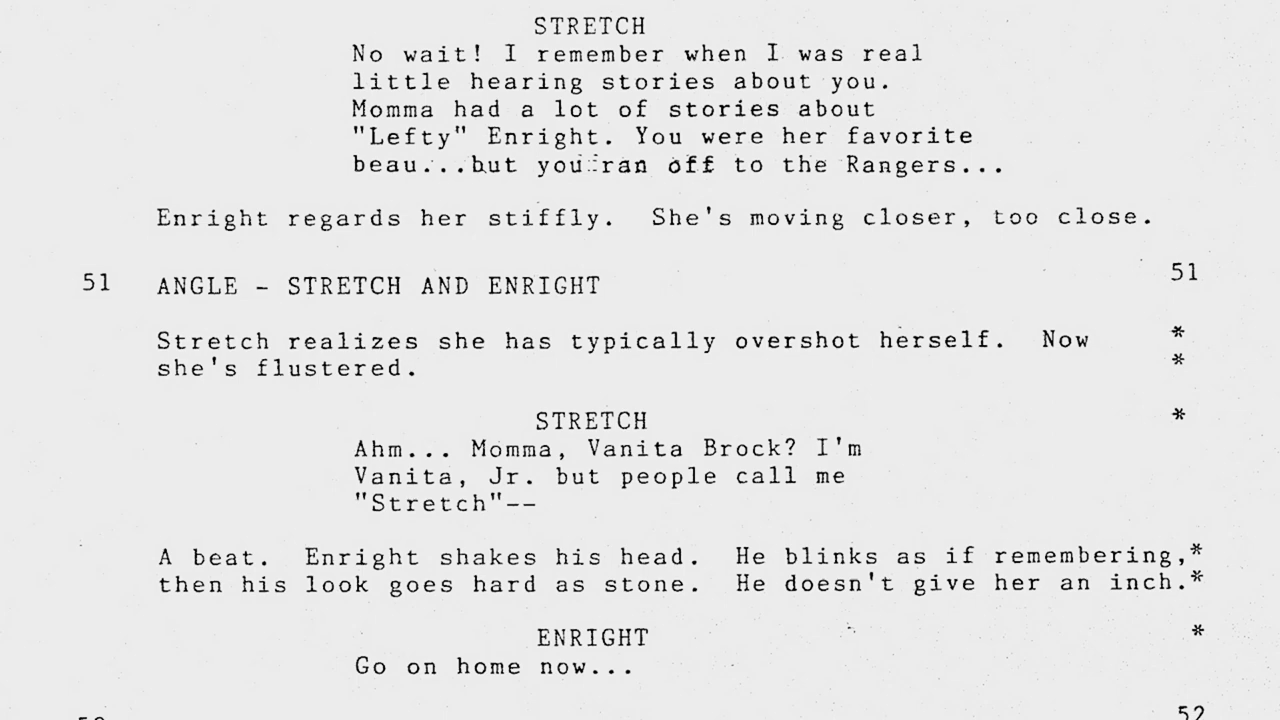 STRETCH
No wait! I remember when I was real
little hearing stories about you.
Momma had a lot of stories about
"Lefty" Enright. You were her favorite
beau...but you ran off to the Rangers...
Enright regards her stiffly.  She's moving closer, too close.
51 ANGLE - STRETCH AND ENRIGHT 51
Stretch realizes she has typically overshot herself.  Now *
she's flustered. *
STRETCH *
Ahm... Momma, Vanita Brock? I'm
Vanita, Jr. but people call me
"Stretch"--
A beat.  Enright shakes his head.  He blinks as if remembering,*
then his look goes hard as stone.  He doesn't give her an inch.*
ENRIGHT *
Go on home now...
52 52